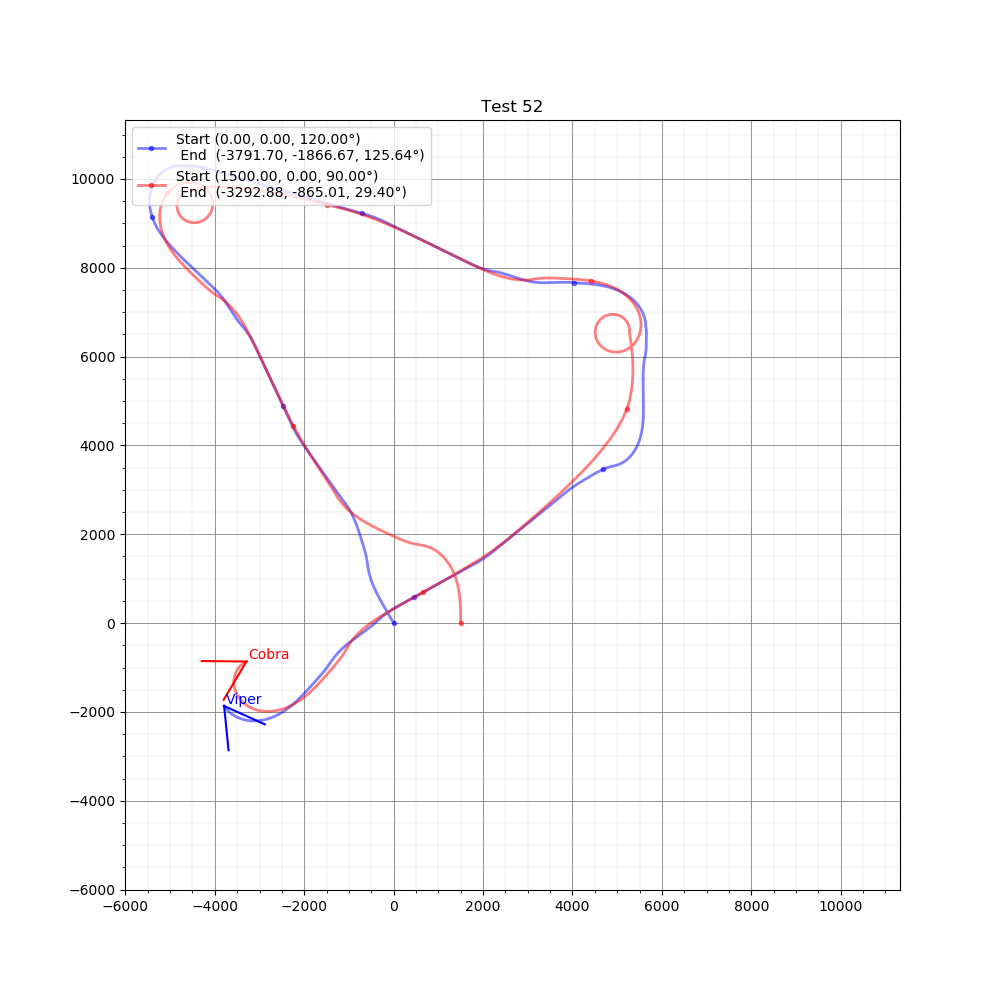 Test 52
Start (0.00, 0.00, 120.00°)
End  (-3791.70, -1866.67, 125.64°)
Start (1500.00, 0.00, 90.00°)
End  (-3292.88, -865.01, 29.40°)
10000
8000
6000
4000
2000
0
−2000
−4000
−6000
Cobra
Viper
−6000 −4000 −2000 0 2000 4000 6000 8000 10000